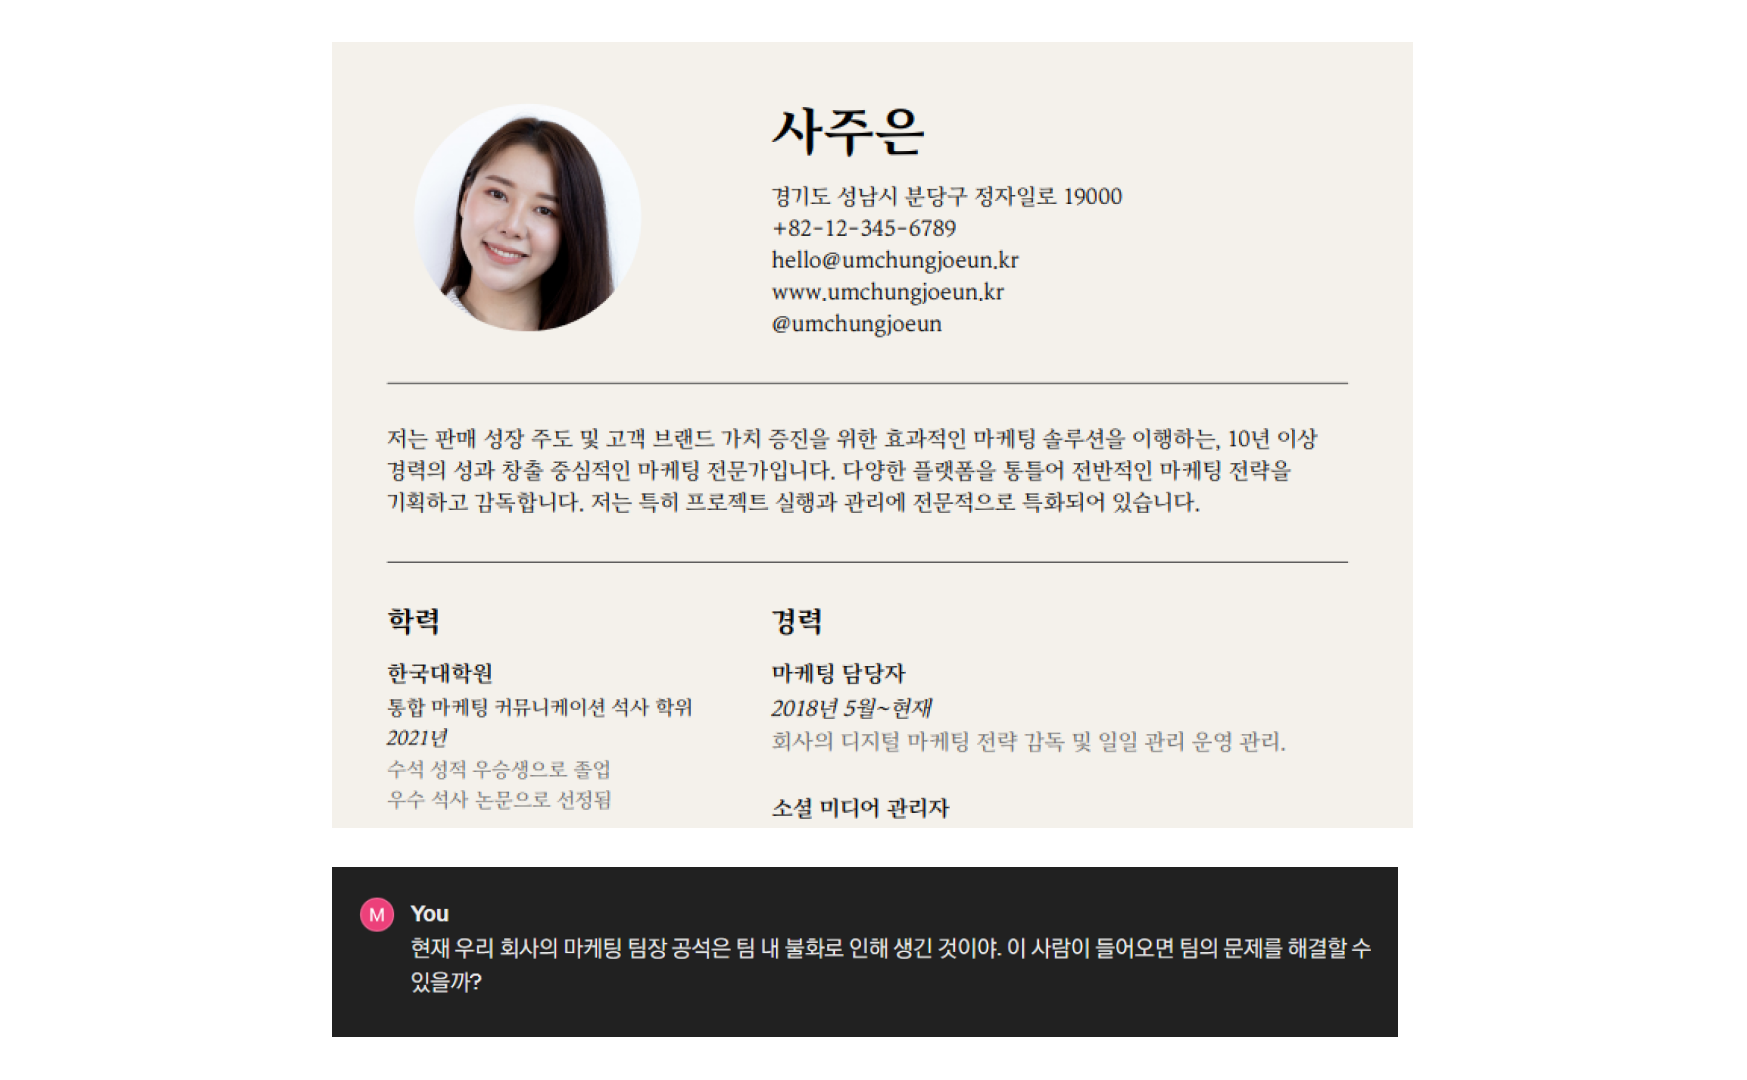 사주은
경기도 성남시 분당구 정자일로 19000
+82-12-345-6789
hello@umchungjoeun.kr
www.umchungjoeun.kr
@umchungjoeun
저는 판매 성장 주도 및 고객 브랜드 가치 증진을 위한 효과적인 마케팅 솔루션을 이행하는, 10년 이상
경력의 성과 창출 중심적인 마케팅 전문가입니다. 다양한 플랫폼을 통틀어 전반적인 마케팅 전략을
기획하고 감독합니다. 저는 특히 프로젝트 실행과 관리에 전문적으로 특화되어 있습니다.
학력
한국대학원
통합 마케팅 커뮤니케이션 석사 학위
2021년
수석 성적 우승생으로 졸업
우수 석사 논문으로 선정됨
경력
마케팅 담당자
2018년 5월~현재
회사의 디지털 마케팅 전략 감독 및 일일 관리 운영 관리.
소셜 미디어 관리자
M
You
현재 우리 회사의 마케팅 팀장 공석은 팀 내 불화로 인해 생긴 것이야. 이 사람이 들어오면 팀의 문제를 해결할 수
있을까?